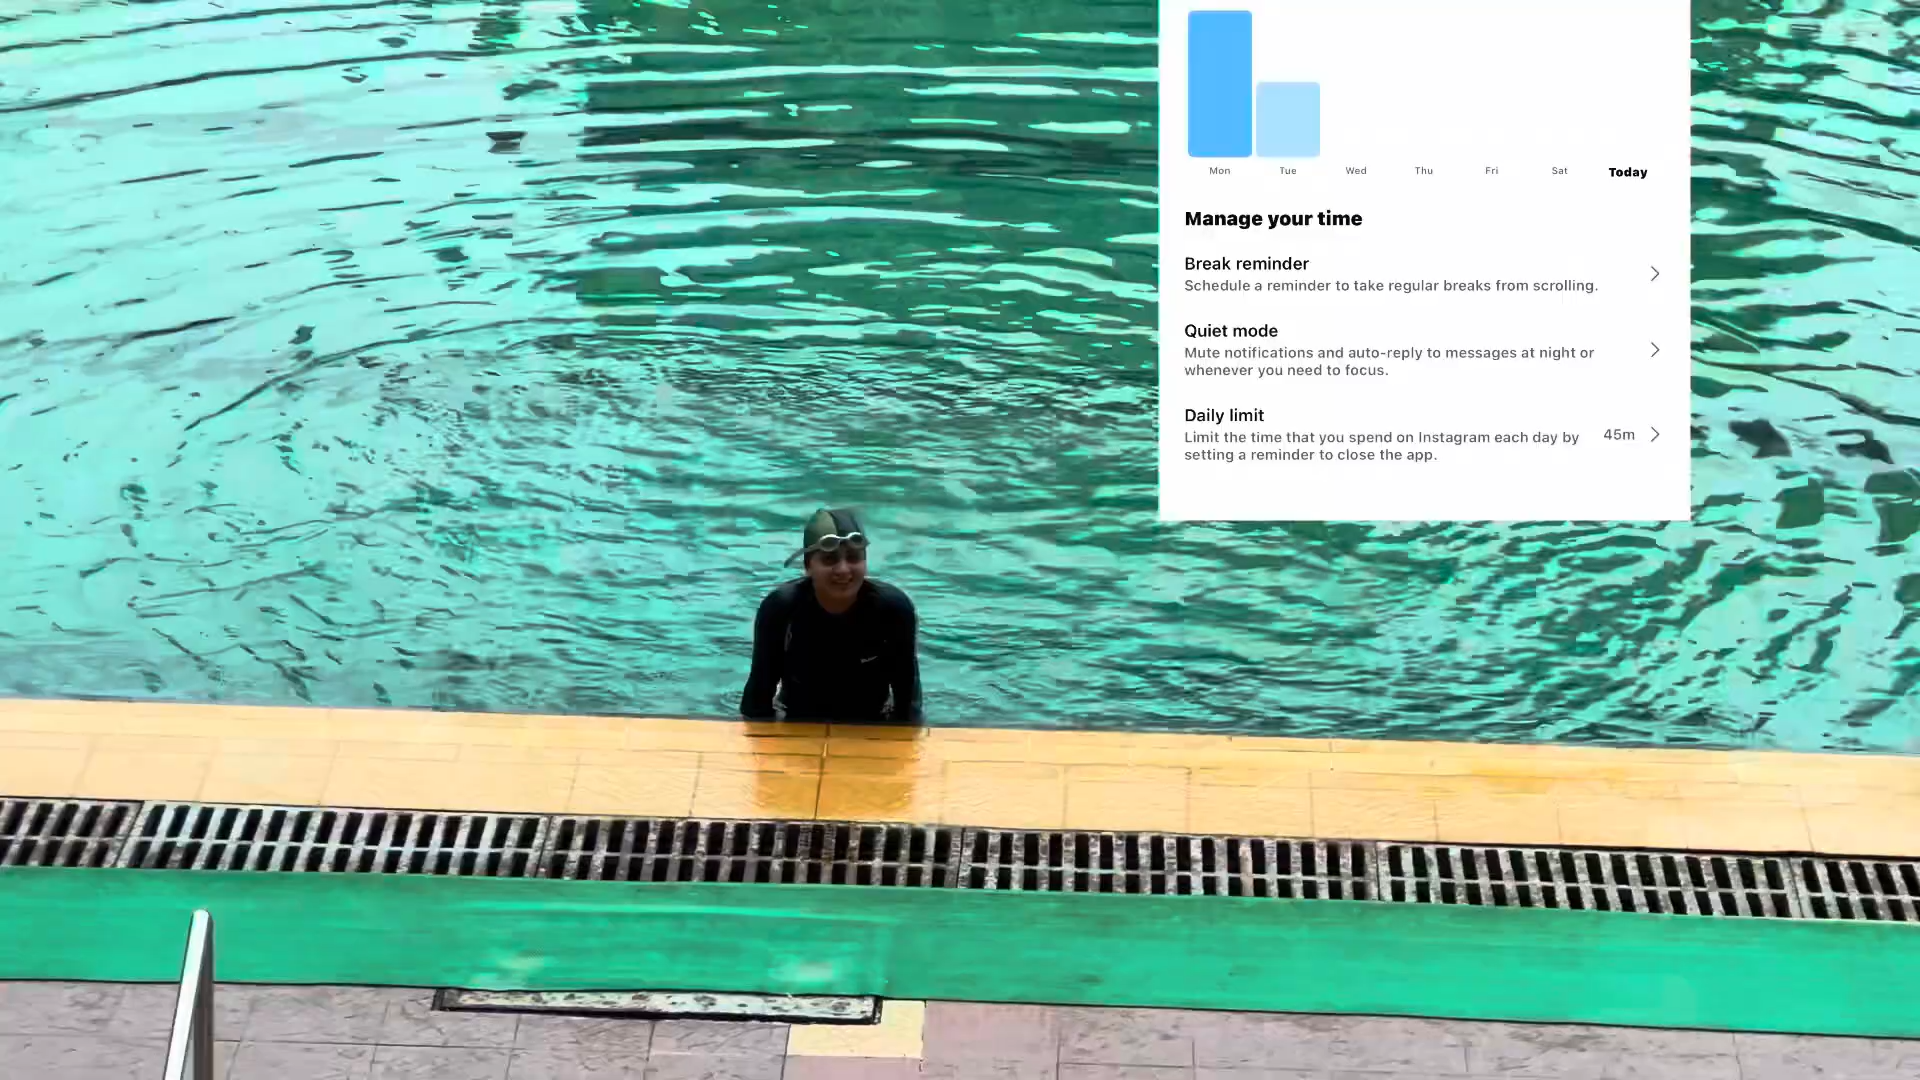 Mon Tue Wed Thu Fri Sat Today
Manage your time
Break reminder
Schedule a reminder to take regular breaks from scrolling.
Quiet mode
Mute notifications and auto-reply to messages at night or
whenever you need to focus.
Daily limit
Limit the time that you spend on Instagram each day by 45m
setting a reminder to close the app.